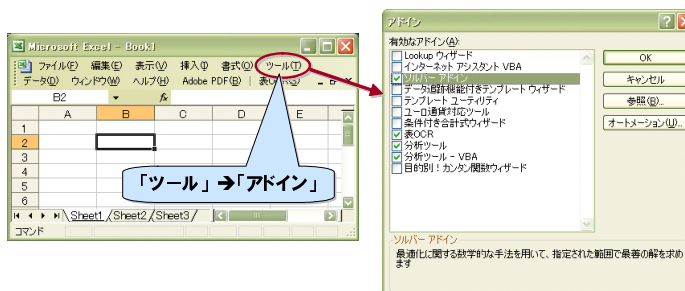 Microsoft Excel - Book1
ファイル(F) 編集(E) 表示(V) 挿入(I) 書式(O) ツール(T)
データ(D) ウィンドウ(W) ヘルプ(H) Adobe PDF(B) 表OCR(S)
B2
fx
A B C D E
1
2
3
4
5
6
「ツール」→「アドイン」
Sheet1 Sheet2 Sheet3
コマンド
アドイン
有効なアドイン(A):
Lookup ウィザード
インターネット アシスタント VBA
ソルバー アドイン
データ追跡機能付きテンプレート ウィザード
テンプレート ユーティリティ
ユーロ通貨対応ツール
条件付き合計式ウィザード
表OCR
分析ツール
分析ツール - VBA
目的別！カンタン関数ウィザード
OK
キャンセル
参照(B)...
オートメーション(U)...
ソルバー アドイン
最適化に関する数学的な手法を用いて、指定された範囲で最善の解を求め
ます